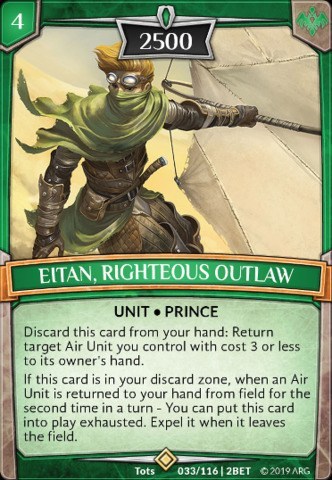 4
2500
EITAN, RIGHTEOUS OUTLAW
UNIT • PRINCE
Discard this card from your hand: Return
target Air Unit you control with cost 3 or less
to its owner's hand.
If this card is in your discard zone, when an Air
Unit is returned to your hand from field for the
second time in a turn - You can put this card
into play exhausted. Expel it when it leaves
the field.
Tots 033/116 | 2BET © 2019 ARG